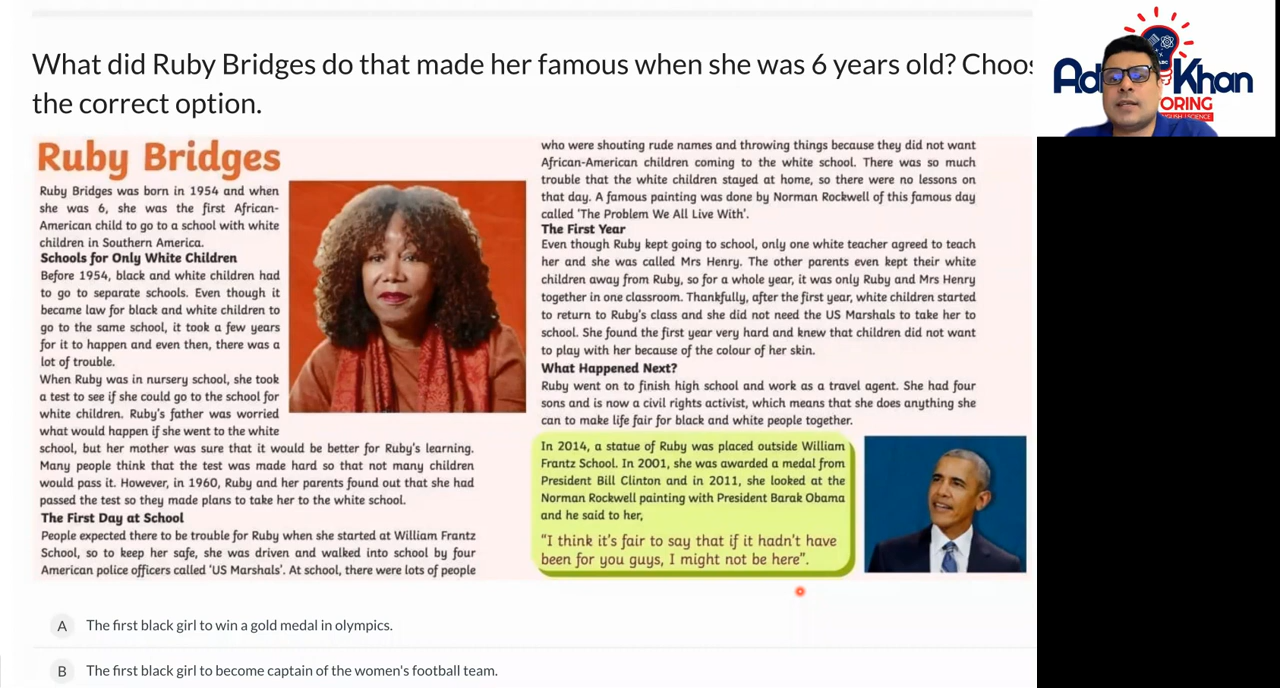 What did Ruby Bridges do that made her famous when she was 6 years old? Choos
the correct option.
Ruby Bridges
Ruby Bridges was born in 1954 and when
she was 6, she was the first African-
American child to go to a school with white
children in Southern America.
Schools for Only White Children
Before 1954, black and white children had
to go to separate schools. Even though it
became law for black and white children to
go to the same school, it took a few years
for it to happen and even then, there was a
lot of trouble.
When Ruby was in nursery school, she took
a test to see if she could go to the school for
white children. Ruby's father was worried
what would happen if she went to the white
school, but her mother was sure that it would be better for Ruby's learning.
Many people think that the test was made hard so that not many children
would pass it. However, in 1960, Ruby and her parents found out that she had
passed the test so they made plans to take her to the white school.
The First Day at School
People expected there to be trouble for Ruby when she started at William Frantz
School, so to keep her safe, she was driven and walked into school by four
American police officers called 'US Marshals'. At school, there were lots of people
who were shouting rude names and throwing things because they did not want
African-American children coming to the white school. There was so much
trouble that the white children stayed at home, so there were no lessons on
that day. A famous painting was done by Norman Rockwell of this famous day
called 'The Problem We All Live With'.
The First Year
Even though Ruby kept going to school, only one white teacher agreed to teach
her and she was called Mrs Henry. The other parents even kept their white
children away from Ruby, so for a whole year, it was only Ruby and Mrs Henry
together in one classroom. Thankfully, after the first year, white children started
to return to Ruby's class and she did not need the US Marshals to take her to
school. She found the first year very hard and knew that children did not want
to play with her because of the colour of her skin.
What Happened Next?
Ruby went on to finish high school and work as a travel agent. She had four
sons and is now a civil rights activist, which means that she does anything she
can to make life fair for black and white people together.
In 2014, a statue of Ruby was placed outside William
Frantz School. In 2001, she was awarded a medal from
President Bill Clinton and in 2011, she looked at the
Norman Rockwell painting with President Barak Obama
and he said to her,
"I think it's fair to say that if it hadn't have
been for you guys, I might not be here".
A The first black girl to win a gold medal in olympics.
B The first black girl to become captain of the women's football team.
Ad Khan
ORING
GLISH | SCIENCE